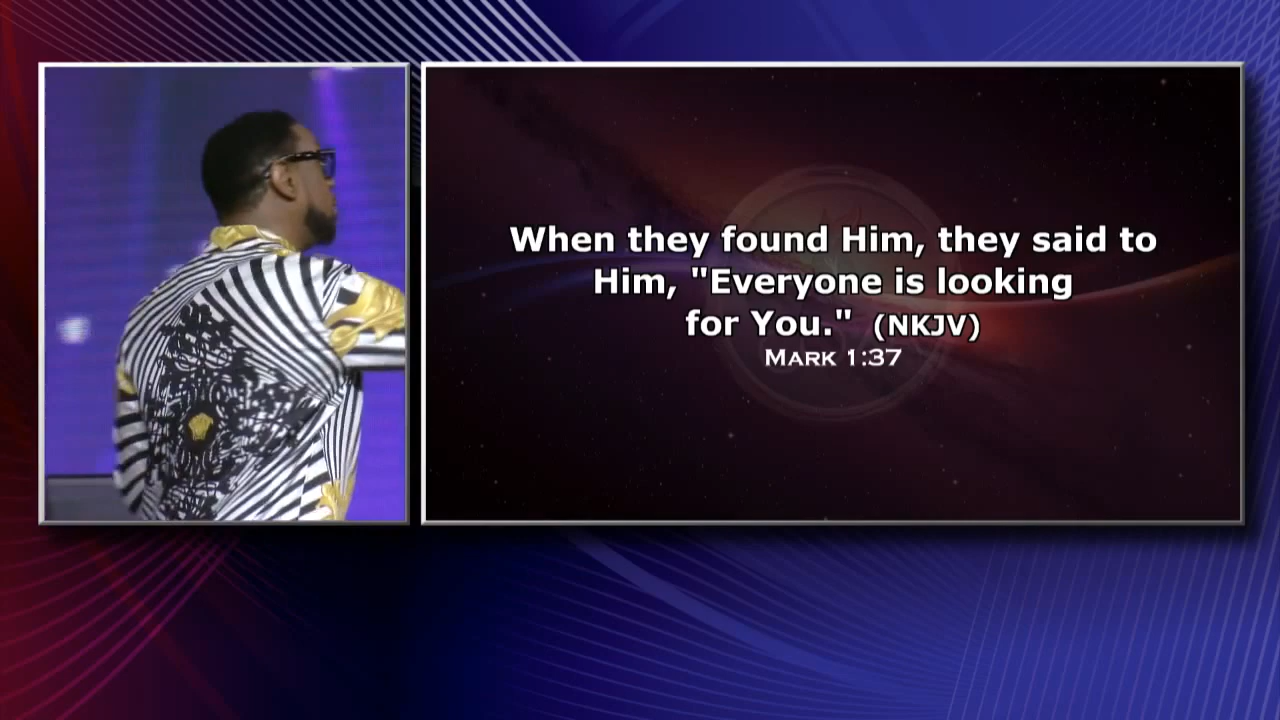 When they found Him, they said to
Him, "Everyone is looking
for You." (NKJV)
Mark 1:37